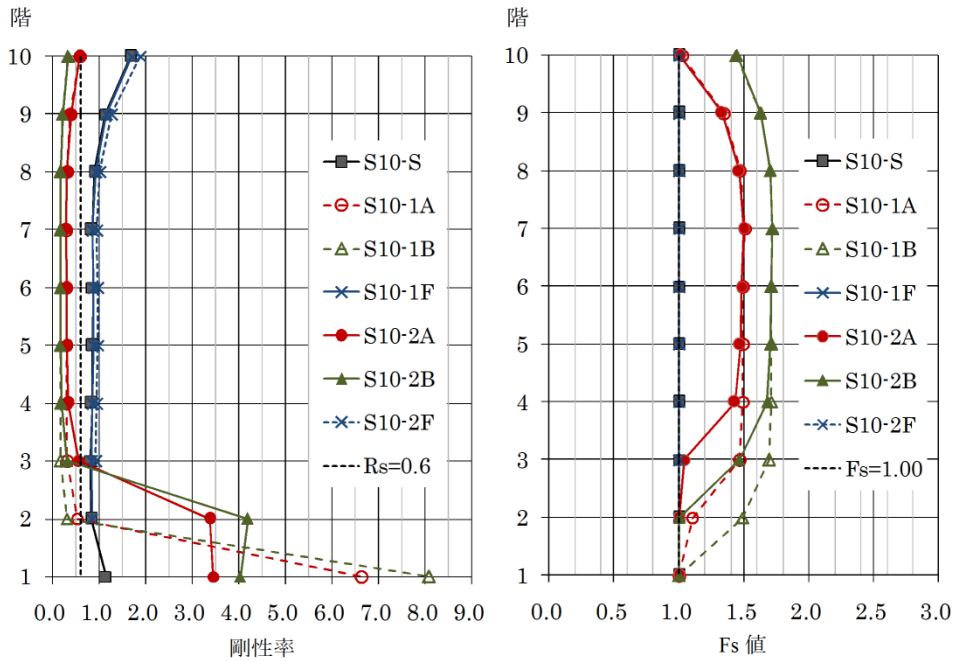 階
10
9
8
7
6
5
4
3
2
1
0.0 1.0 2.0 3.0 4.0 5.0 6.0 7.0 8.0 9.0
剛性率
S10-S
S10-1A
S10-1B
S10-1F
S10-2A
S10-2B
S10-2F
Rs=0.6
階
10
9
8
7
6
5
4
3
2
1
0.0 0.5 1.0 1.5 2.0 2.5 3.0
Fs 値
S10-S
S10-1A
S10-1B
S10-1F
S10-2A
S10-2B
S10-2F
Fs=1.00